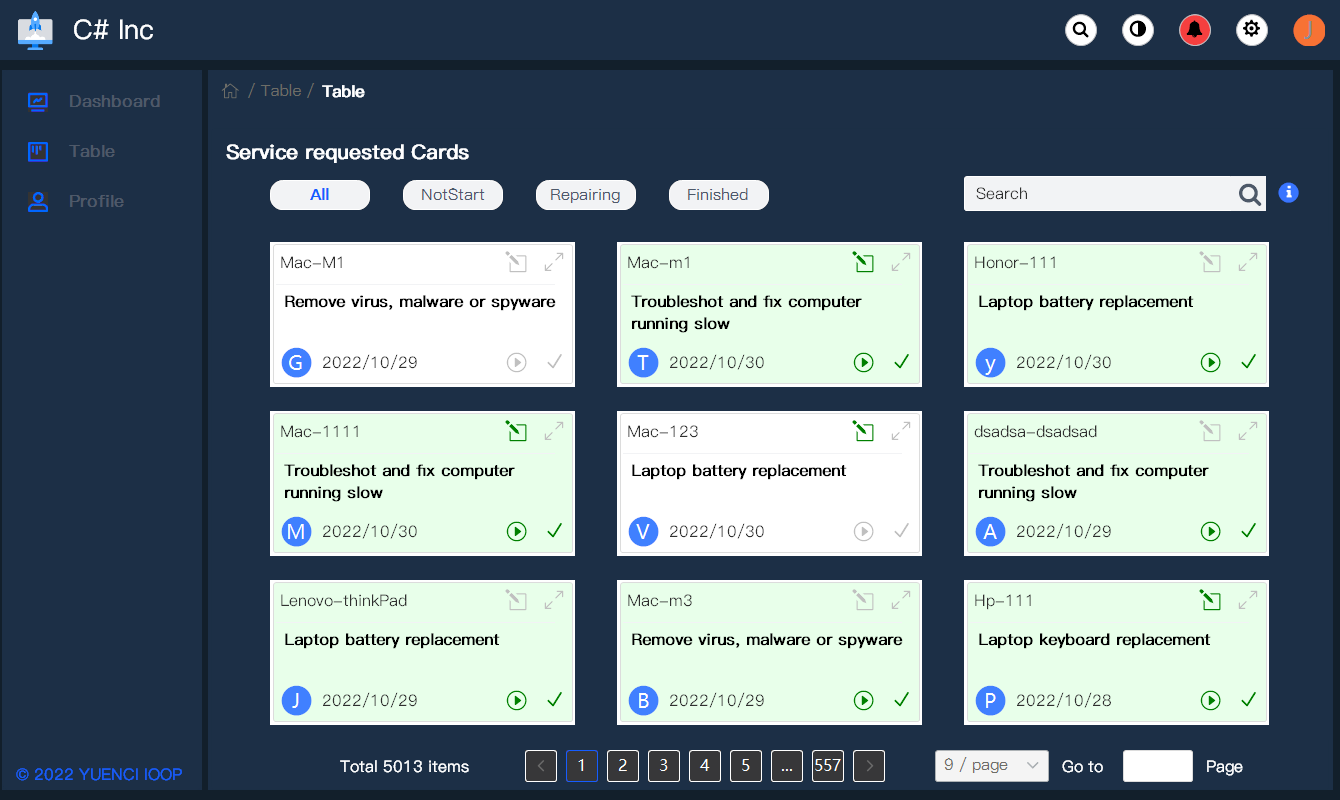 C# Inc
J
Dashboard
Table
Profile
/ Table / Table
Service requested Cards
All
NotStart
Repairing
Finished
Search
Mac-M1
Remove virus, malware or spyware
G
2022/10/29
Mac-m1
Troubleshot and fix computer
running slow
T
2022/10/30
Honor-111
Laptop battery replacement
y
2022/10/30
Mac-1111
Troubleshot and fix computer
running slow
M
2022/10/30
Mac-123
Laptop battery replacement
V
2022/10/30
dsadsa-dsadsad
Troubleshot and fix computer
running slow
A
2022/10/29
Lenovo-thinkPad
Laptop battery replacement
J
2022/10/29
Mac-m3
Remove virus, malware or spyware
B
2022/10/29
Hp-111
Laptop keyboard replacement
P
2022/10/28
Total 5013 items
< 1 2 3 4 5 ... 557 >
9 / page
Go to
Page
© 2022 YUENCI IOOP